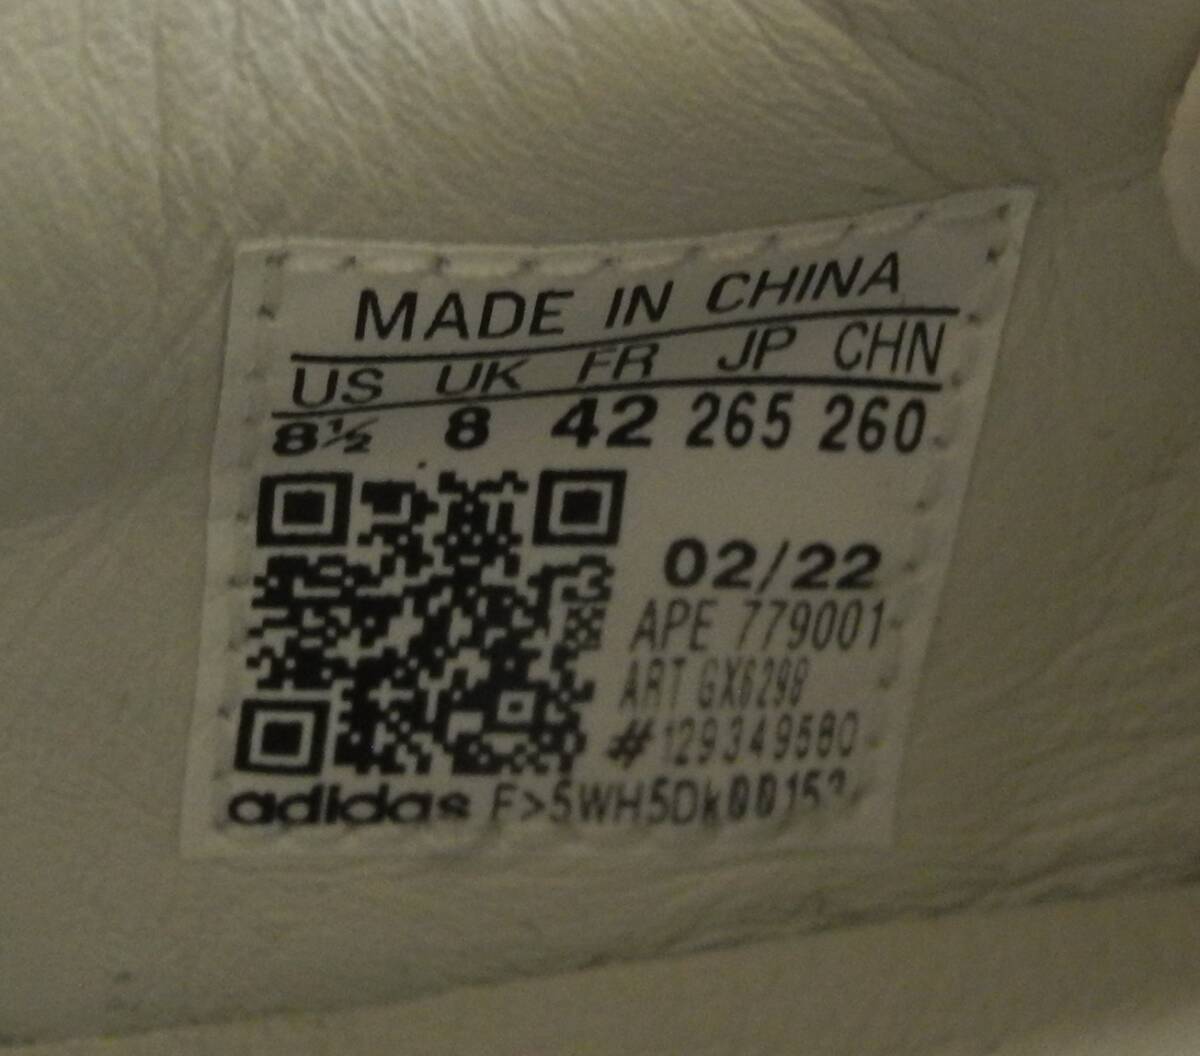 MADE IN CHINA
US UK FR JP CHN
8½ 8 42 265 260
02/22
APE 779001
ART GX6298
#129349580
adidas